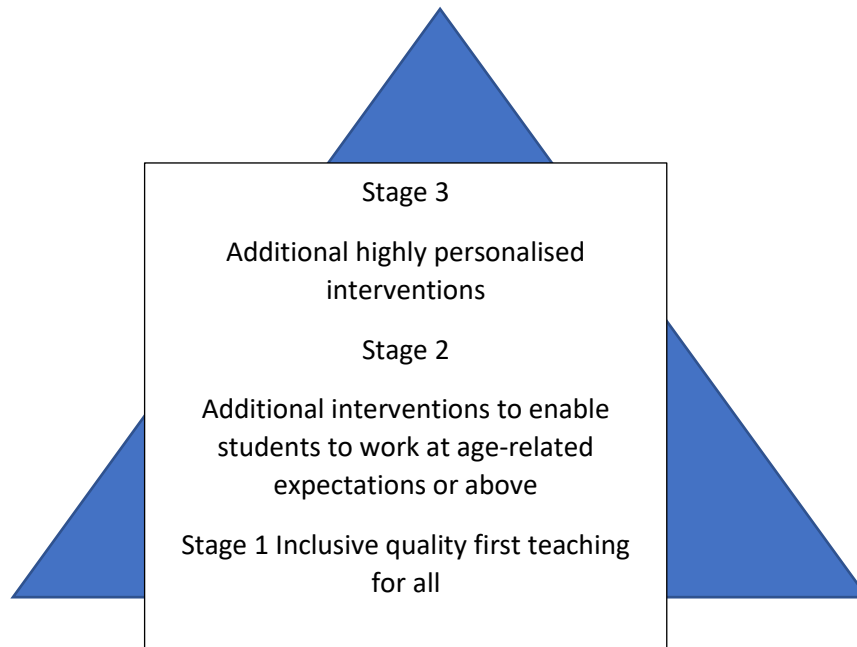 Stage 3
Additional highly personalised
interventions
Stage 2
Additional interventions to enable
students to work at age-related
expectations or above
Stage 1 Inclusive quality first teaching
for all